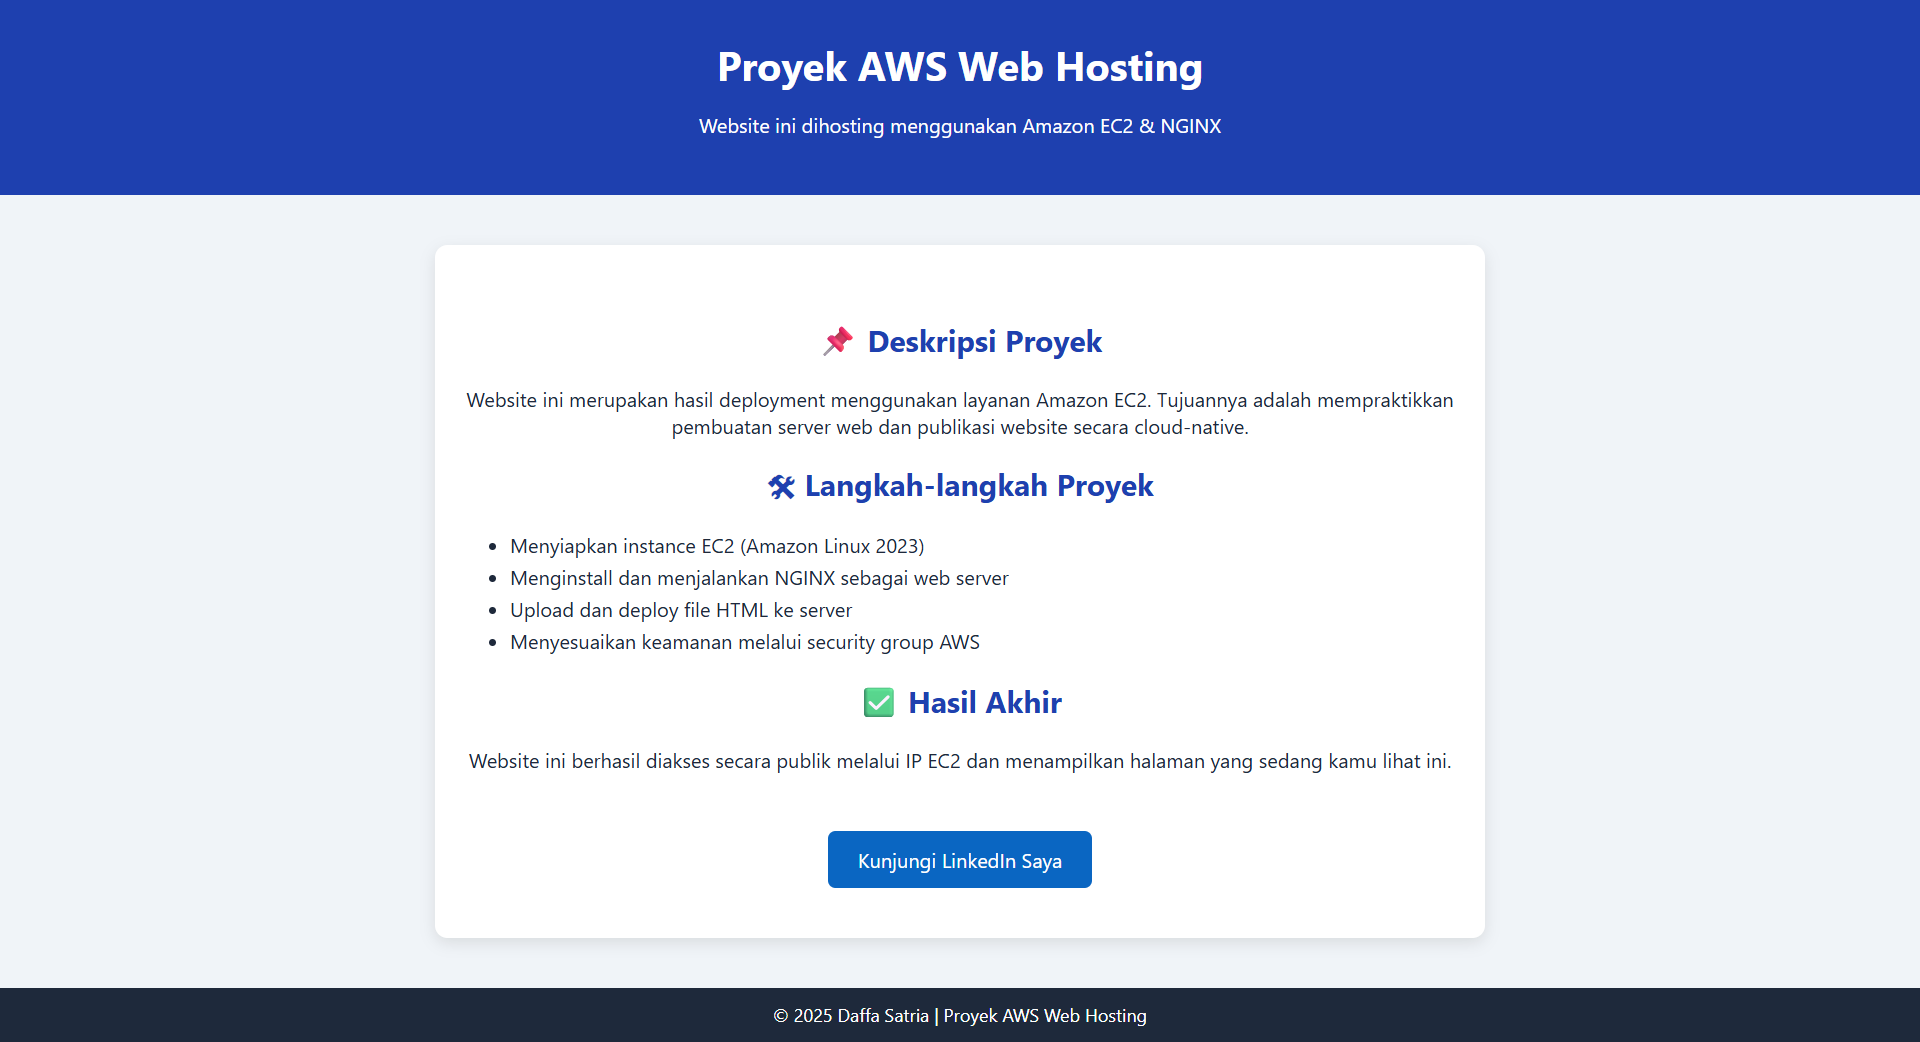 Proyek AWS Web Hosting
Website ini dihosting menggunakan Amazon EC2 & NGINX
📌 Deskripsi Proyek
Website ini merupakan hasil deployment menggunakan layanan Amazon EC2. Tujuannya adalah mempraktikkan
pembuatan server web dan publikasi website secara cloud-native.
🛠 Langkah-langkah Proyek
• Menyiapkan instance EC2 (Amazon Linux 2023)
• Menginstall dan menjalankan NGINX sebagai web server
• Upload dan deploy file HTML ke server
• Menyesuaikan keamanan melalui security group AWS
✅ Hasil Akhir
Website ini berhasil diakses secara publik melalui IP EC2 dan menampilkan halaman yang sedang kamu lihat ini.
Kunjungi LinkedIn Saya
© 2025 Daffa Satria | Proyek AWS Web Hosting